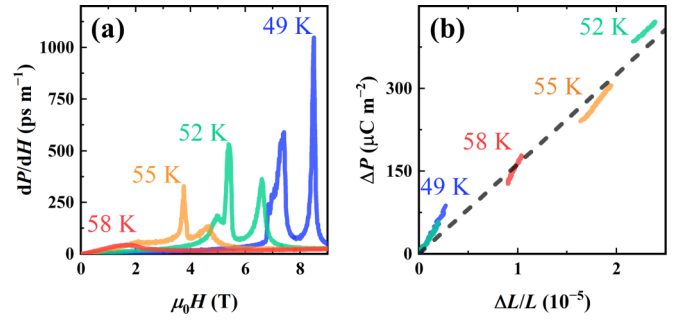 (a)
49 K
52 K
55 K
58 K
1000
750
500
250
0
dP/dH (ps m⁻¹)
0 2 4 6 8
μ₀H (T)
(b)
52 K
55 K
58 K
49 K
300
150
0
ΔP (μC m⁻²)
0 1 2
ΔL/L (10⁻⁵)